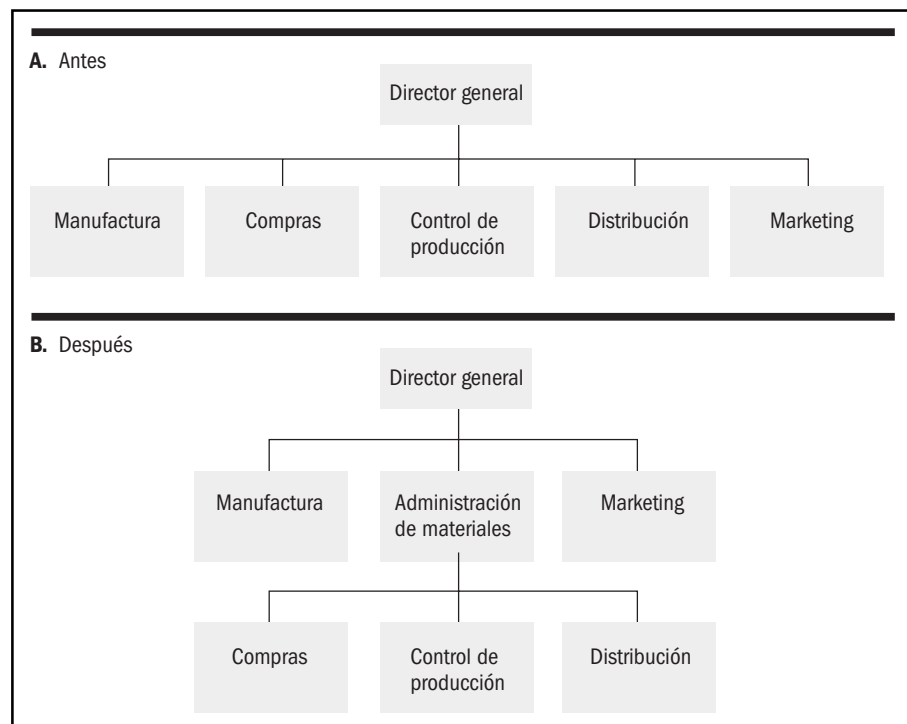 A. Antes
Director general
Manufactura
Compras
Control de
producción
Distribución
Marketing
B. Después
Director general
Manufactura
Administración
de materiales
Marketing
Compras
Control de
producción
Distribución